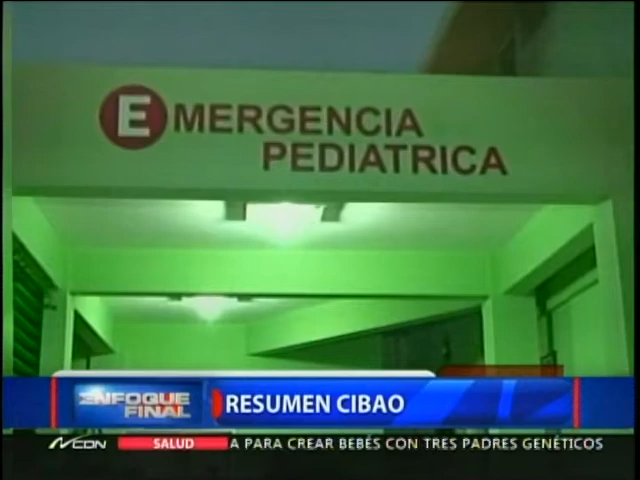 EMERGENCIA
PEDIATRICA
ENFOQUE
FINAL
RESUMEN CIBAO
CDN
SALUD
A PARA CREAR BEBÉS CON TRES PADRES GENÉTICOS